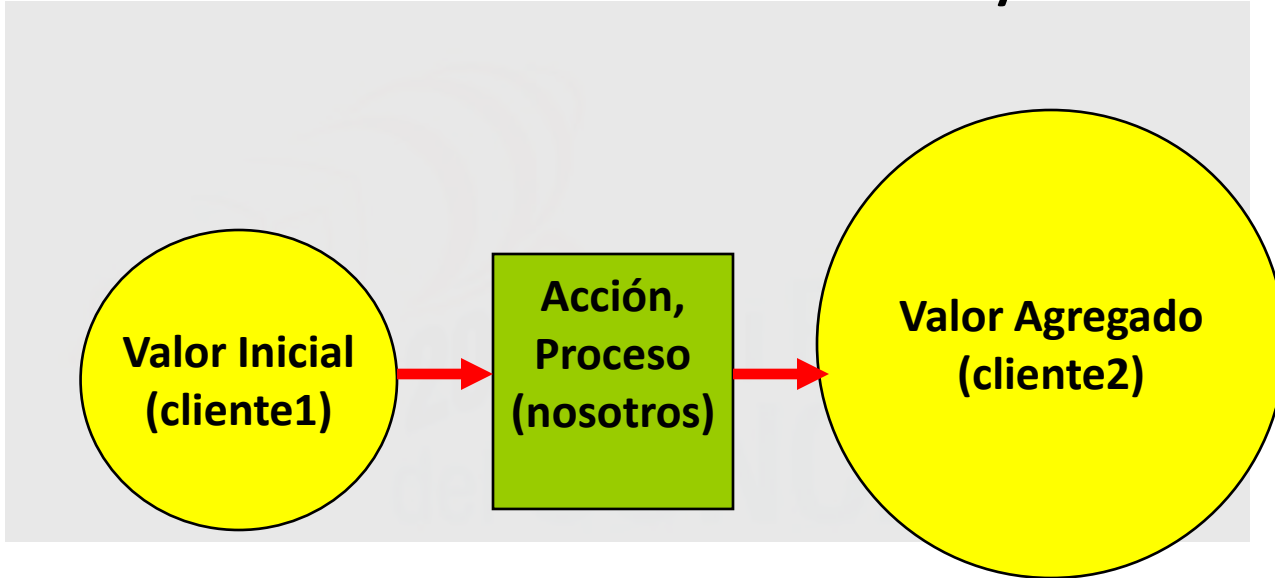 Valor Inicial
(cliente1)
Acción,
Proceso
(nosotros)
Valor Agregado
(cliente2)